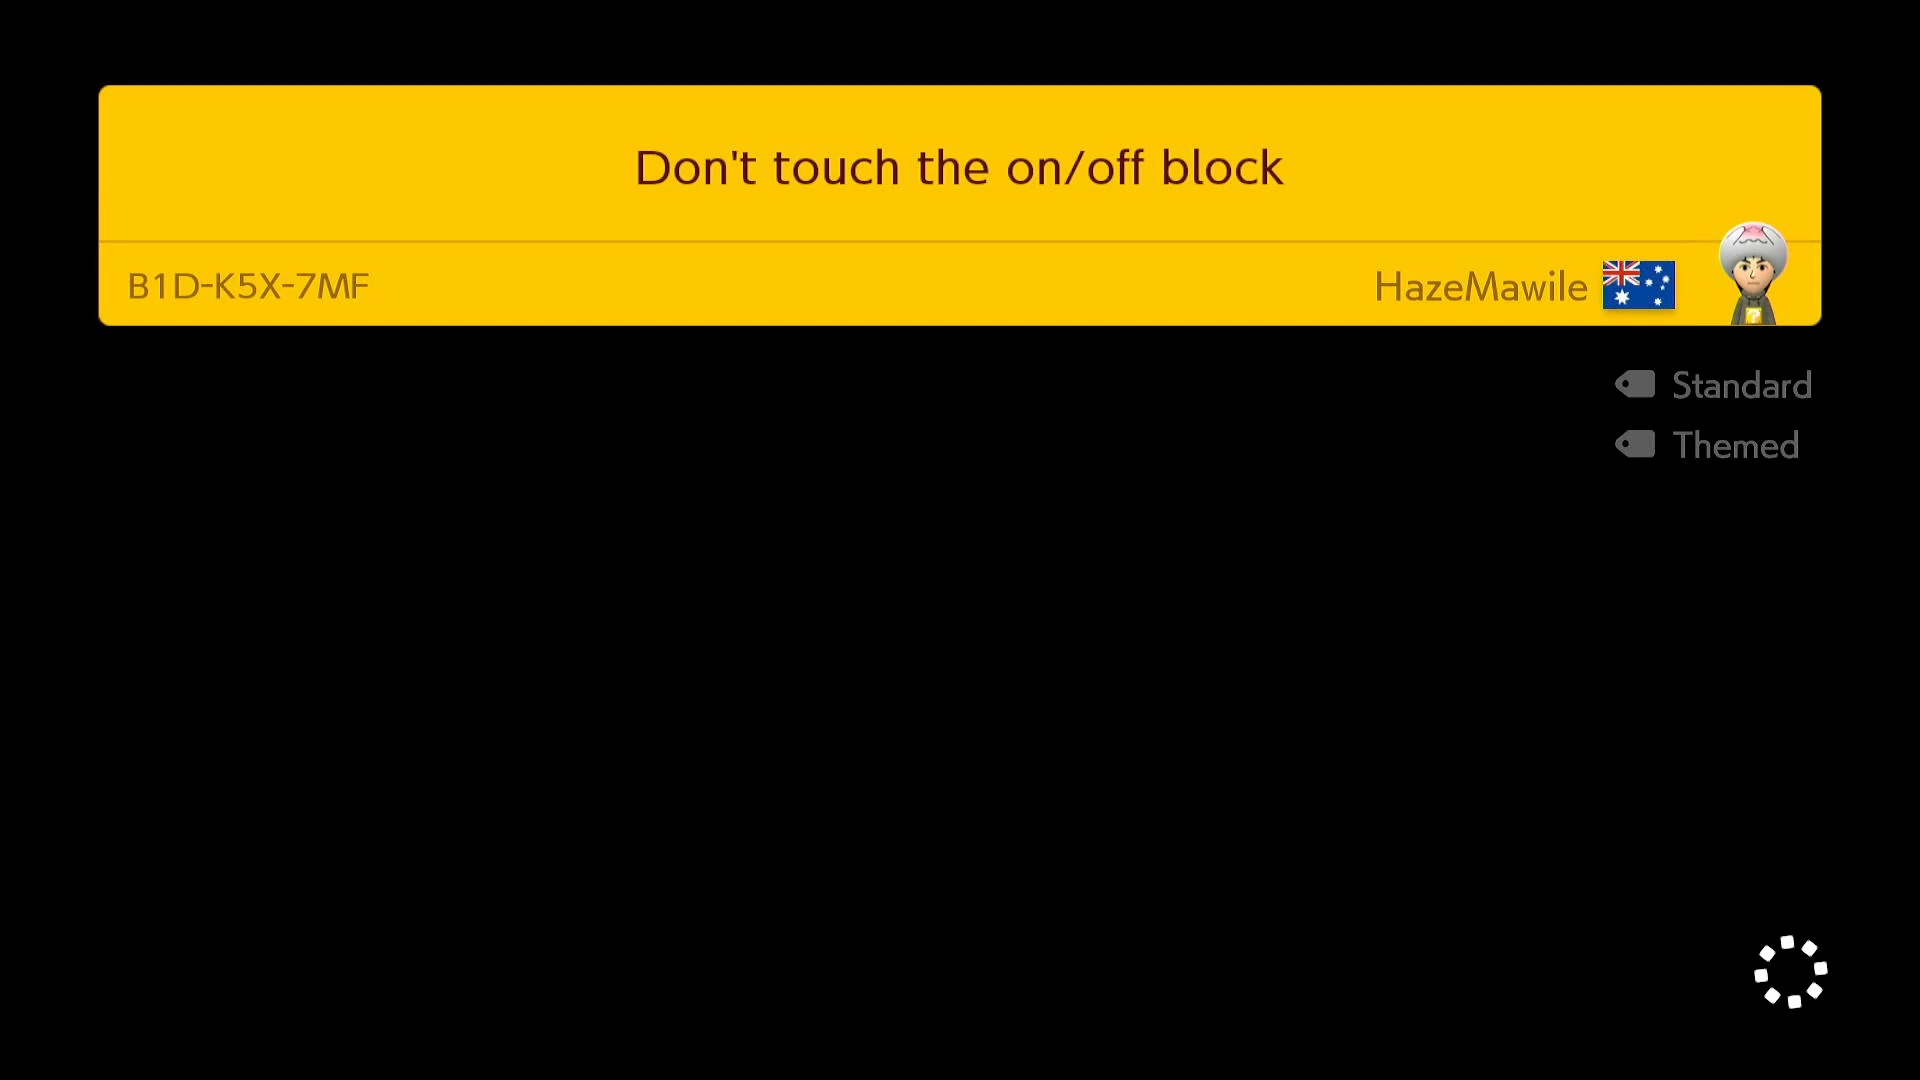 Don't touch the on/off block
B1D-K5X-7MF
HazeMawile
Standard
Themed